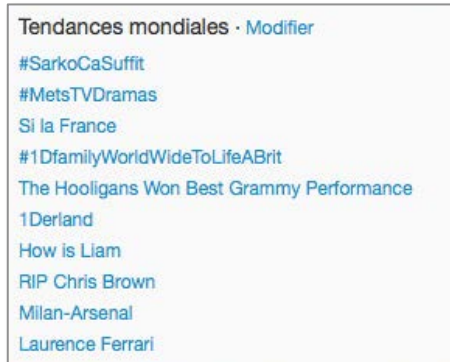 Tendances mondiales · Modifier
#SarkoCaSuffit
#MetsTVDramas
Si la France
#1DfamilyWorldWideToLifeABrit
The Hooligans Won Best Grammy Performance
1Derland
How is Liam
RIP Chris Brown
Milan-Arsenal
Laurence Ferrari